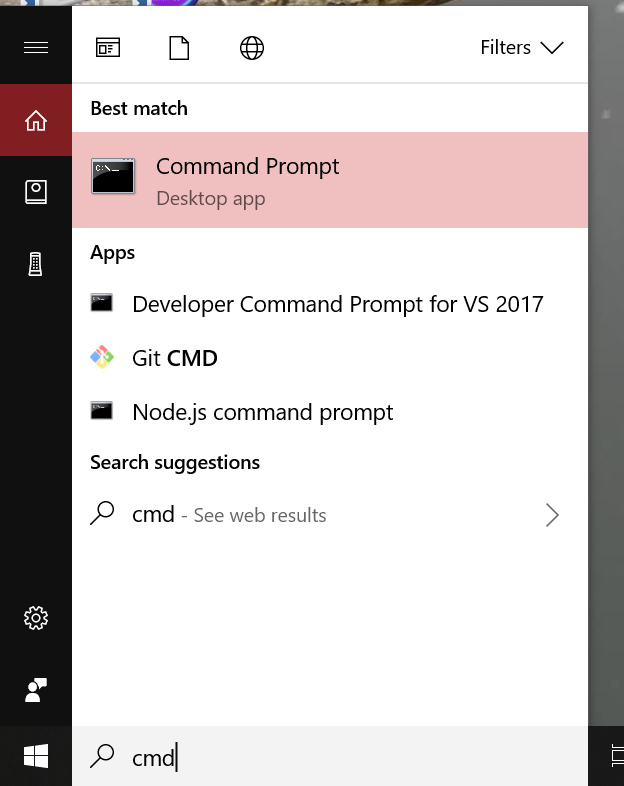 Filters
Best match
C:\_
Command Prompt
Desktop app
Apps
Developer Command Prompt for VS 2017
Git CMD
Node.js command prompt
Search suggestions
cmd - See web results
cmd